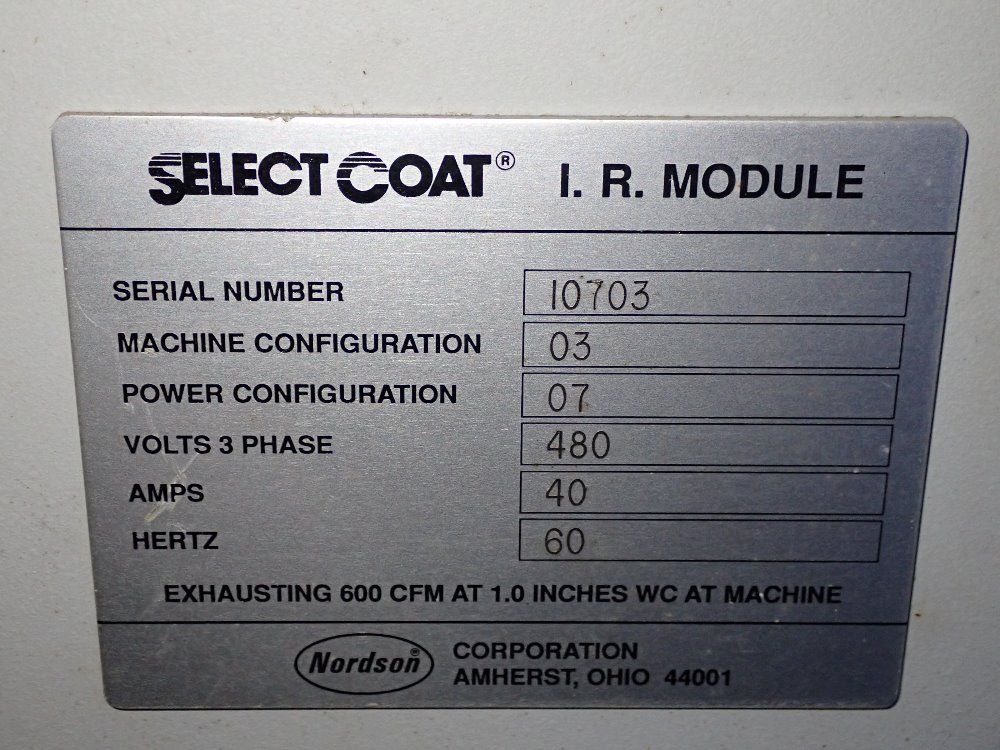 SELECT COAT® I. R. MODULE
SERIAL NUMBER 10703
MACHINE CONFIGURATION 03
POWER CONFIGURATION 07
VOLTS 3 PHASE 480
AMPS 40
HERTZ 60
EXHAUSTING 600 CFM AT 1.0 INCHES WC AT MACHINE
Nordson® CORPORATION
AMHERST, OHIO 44001